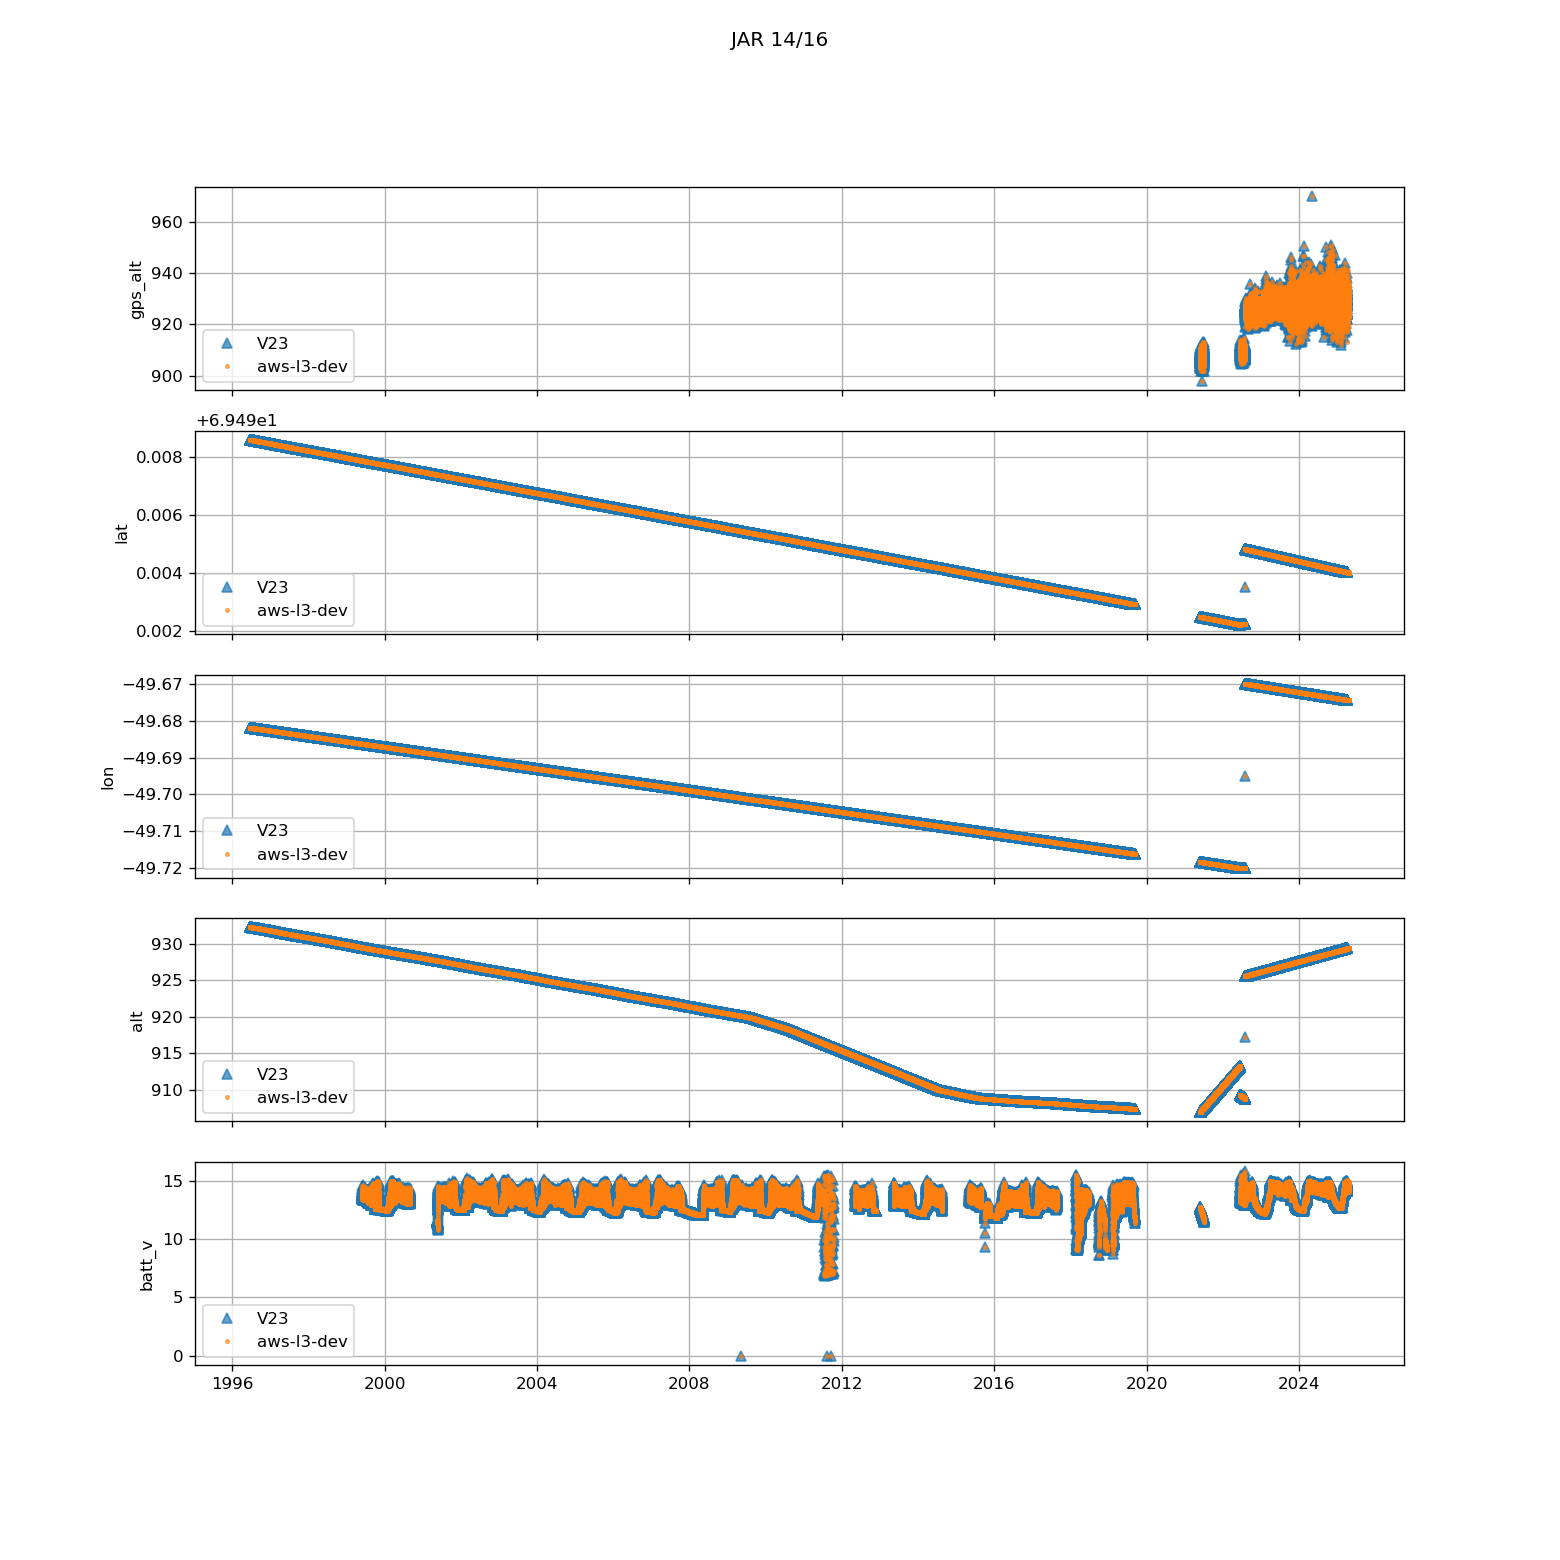 JAR 14/16
960
940
920
900
gps_alt
V23
aws-l3-dev
+6.949e1
0.008
0.006
0.004
0.002
lat
V23
aws-l3-dev
−49.67
−49.68
−49.69
−49.70
−49.71
−49.72
lon
V23
aws-l3-dev
930
925
920
915
910
alt
V23
aws-l3-dev
15
10
5
0
batt_v
V23
aws-l3-dev
1996 2000 2004 2008 2012 2016 2020 2024